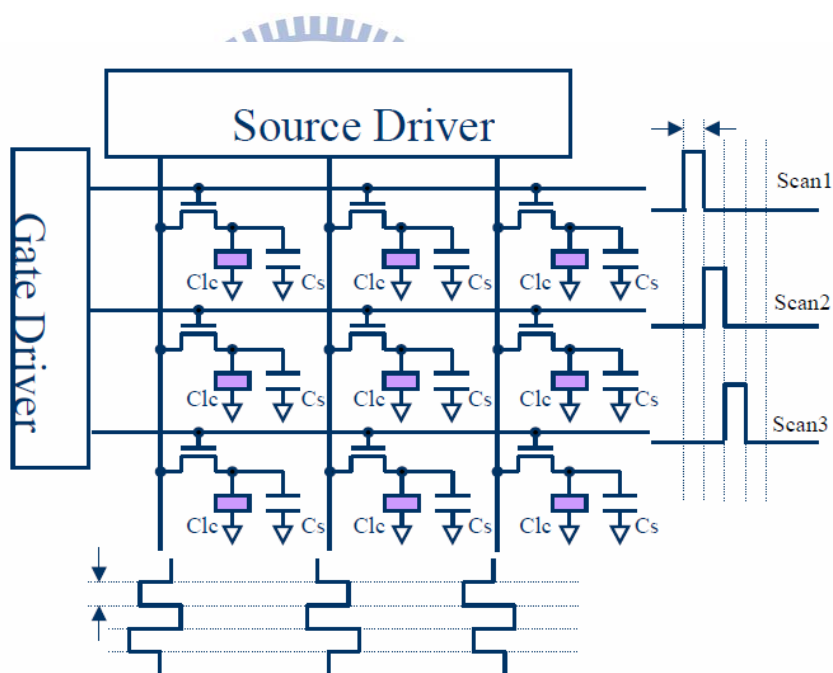 Source Driver
Gate Driver
Scan1
Clc Cs Clc Cs Clc Cs
Scan2
Clc Cs Clc Cs Clc Cs
Scan3
Clc Cs Clc Cs Clc Cs